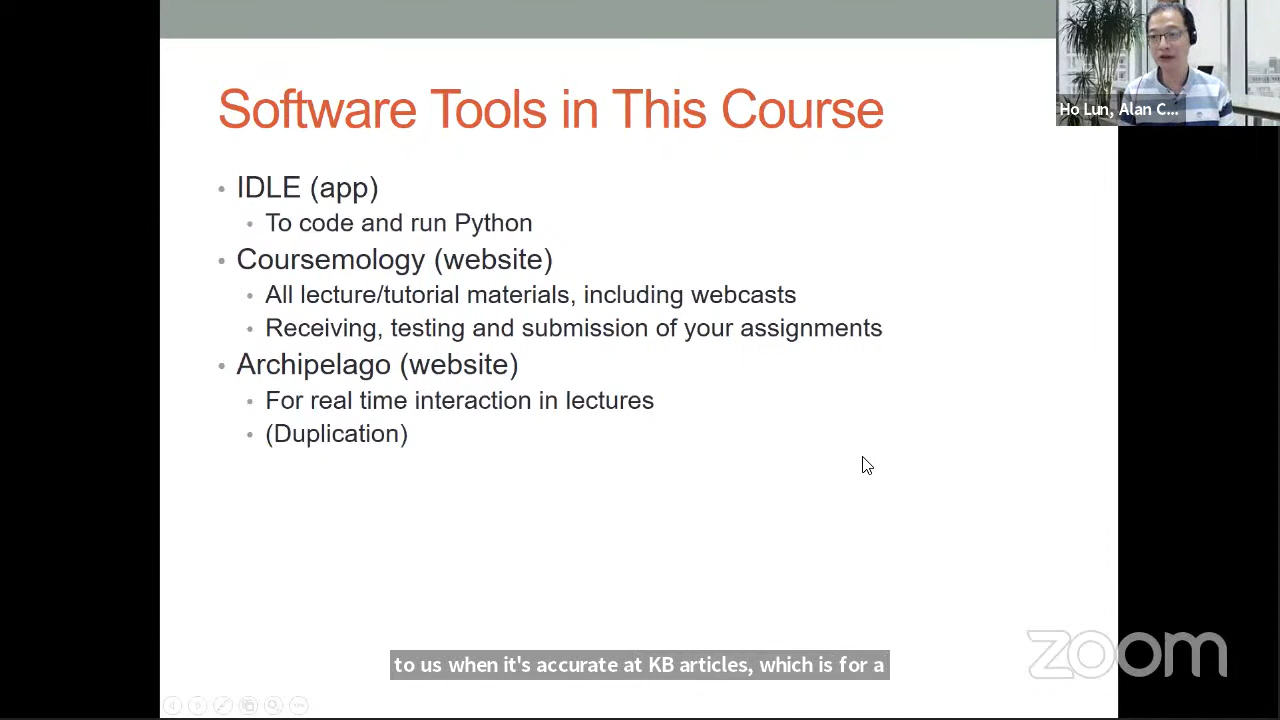 Software Tools in This Course
Ho Lun, Alan C...
• IDLE (app)
• To code and run Python
• Coursemology (website)
• All lecture/tutorial materials, including webcasts
• Receiving, testing and submission of your assignments
• Archipelago (website)
• For real time interaction in lectures
• (Duplication)
to us when it's accurate at KB articles, which is for a
zoom